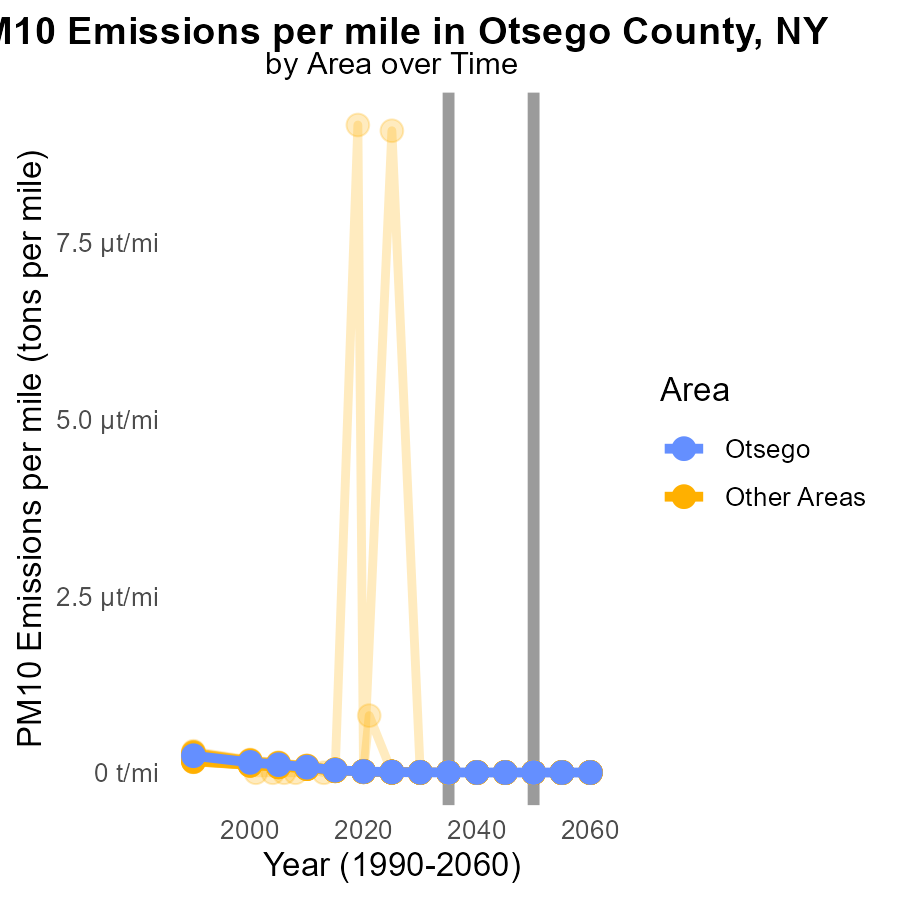 M10 Emissions per mile in Otsego County, NY
by Area over Time
PM10 Emissions per mile (tons per mile)
7.5 µt/mi
5.0 µt/mi
2.5 µt/mi
0 t/mi
2000 2020 2040 2060
Year (1990-2060)
Area
Otsego
Other Areas